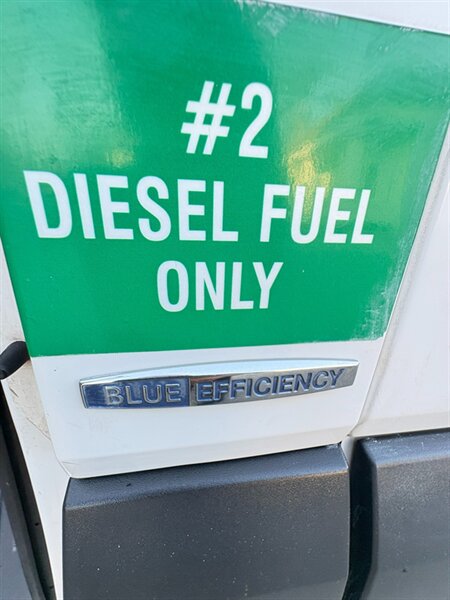 #2
DIESEL FUEL
ONLY
BLUE EFFICIENCY